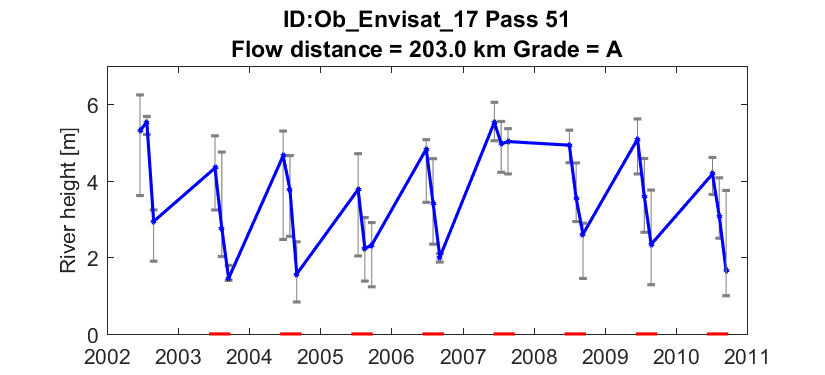 ID:Ob_Envisat_17 Pass 51
Flow distance = 203.0 km Grade = A
River height [m]
6
4
2
0
2002 2003 2004 2005 2006 2007 2008 2009 2010 2011